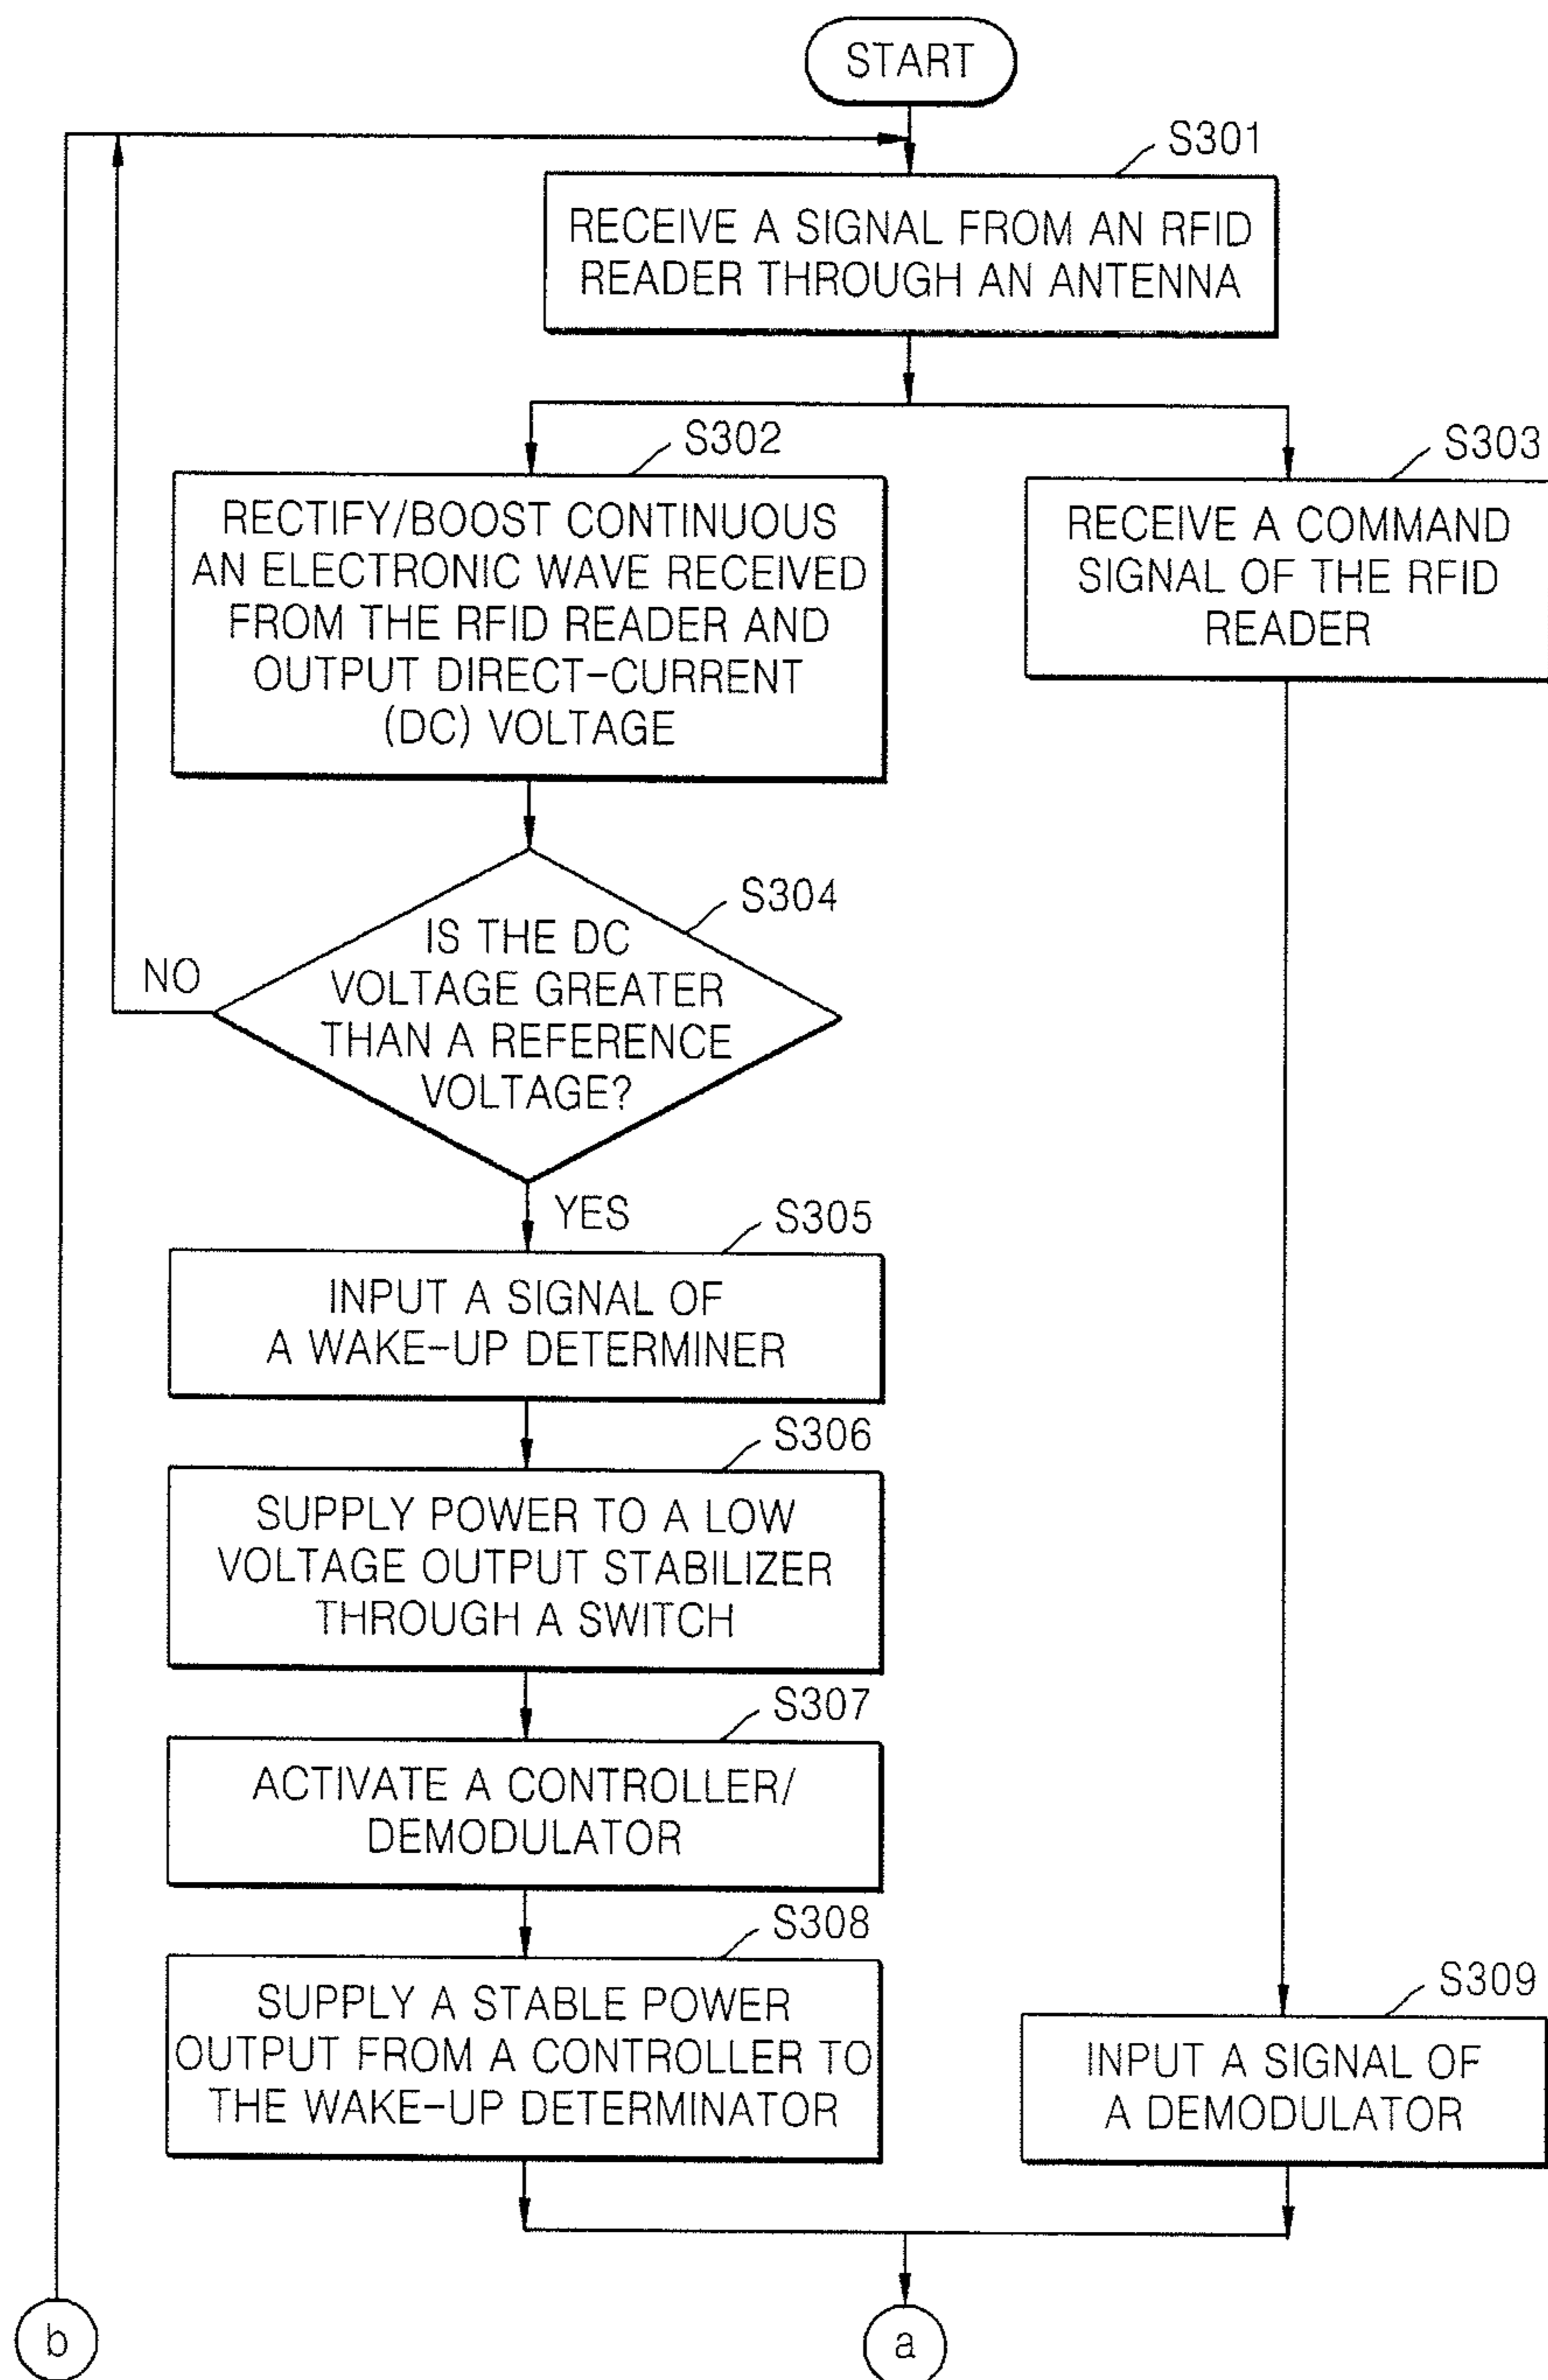 START
S301
RECEIVE A SIGNAL FROM AN RFID
READER THROUGH AN ANTENNA
S302
RECTIFY/BOOST CONTINUOUS
AN ELECTRONIC WAVE RECEIVED
FROM THE RFID READER AND
OUTPUT DIRECT-CURRENT
(DC) VOLTAGE
S303
RECEIVE A COMMAND
SIGNAL OF THE RFID
READER
S304
IS THE DC
VOLTAGE GREATER
THAN A REFERENCE
VOLTAGE?
NO
YES
S305
INPUT A SIGNAL OF
A WAKE-UP DETERMINER
S306
SUPPLY POWER TO A LOW
VOLTAGE OUTPUT STABILIZER
THROUGH A SWITCH
S307
ACTIVATE A CONTROLLER/
DEMODULATOR
S308
SUPPLY A STABLE POWER
OUTPUT FROM A CONTROLLER TO
THE WAKE-UP DETERMINATOR
S309
INPUT A SIGNAL OF
A DEMODULATOR
b
a